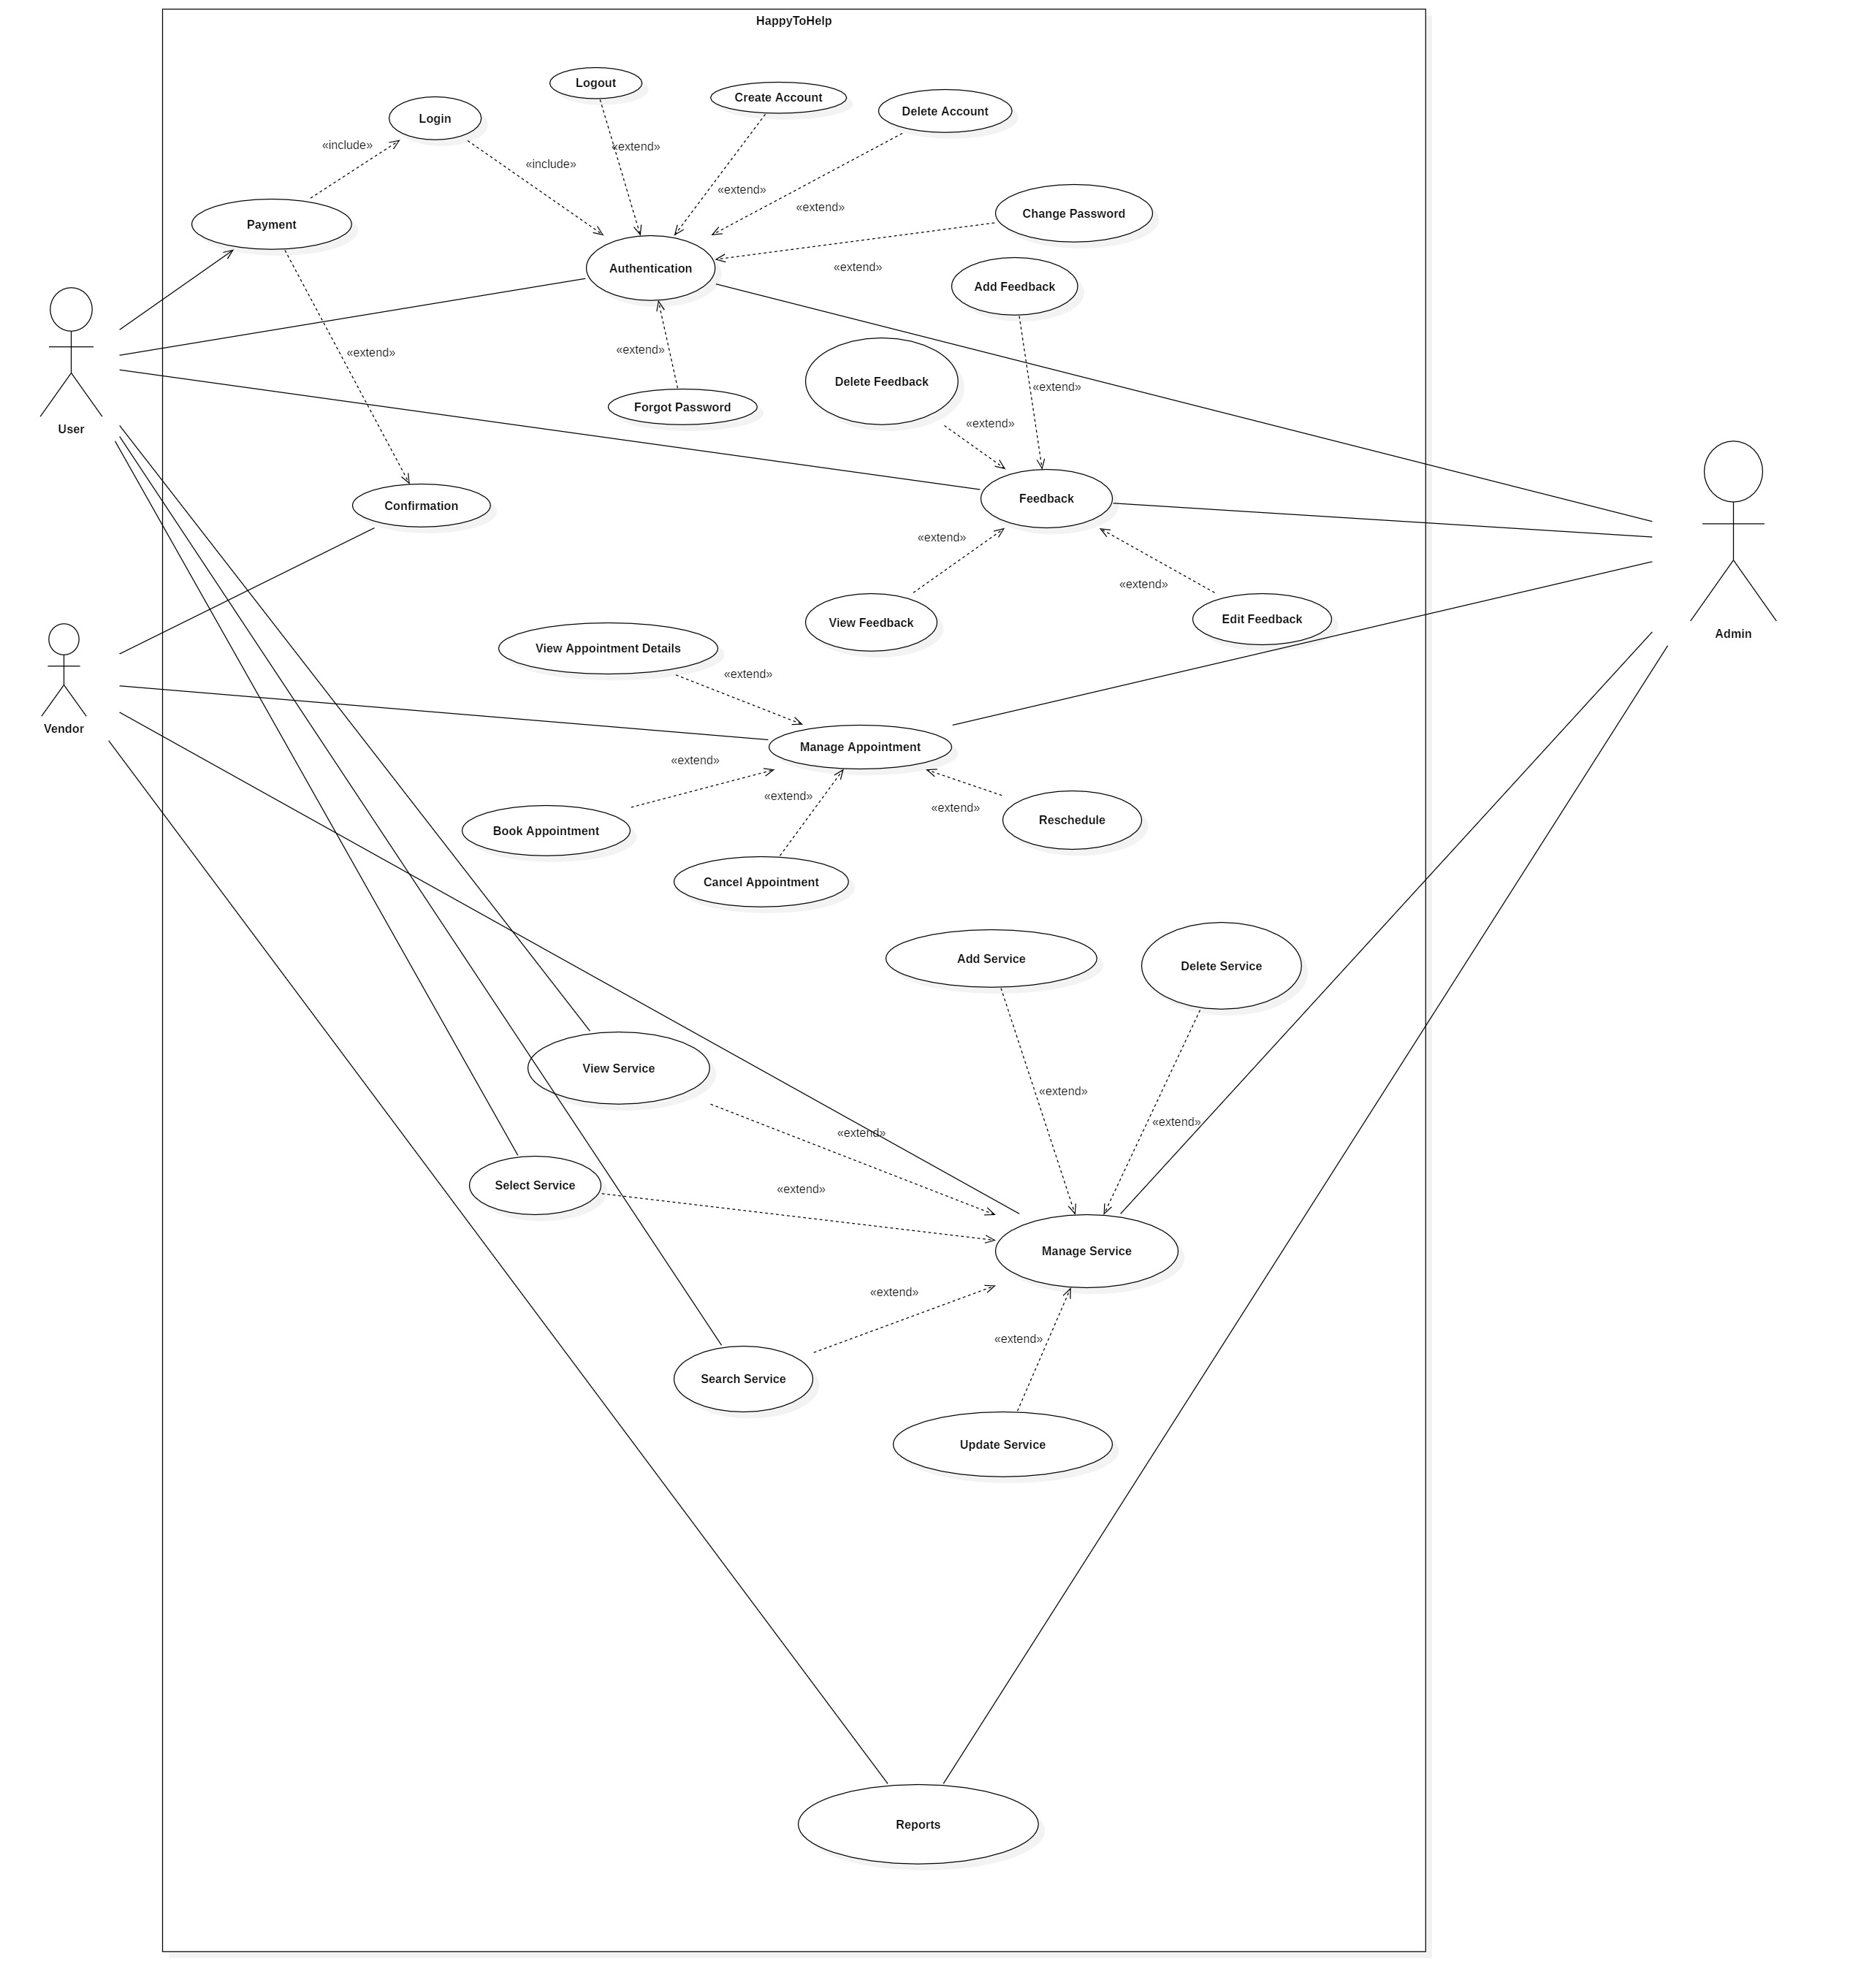 HappyToHelp
Logout
Create Account
Delete Account
Login
«include»
«extend»
«include»
«extend»
«extend»
Payment
Change Password
Authentication
«extend»
Add Feedback
«extend»
«extend»
Delete Feedback
«extend»
Forgot Password
«extend»
User
Confirmation
Feedback
«extend»
«extend»
View Feedback
Edit Feedback
Admin
View Appointment Details
«extend»
Vendor
Manage Appointment
«extend»
«extend»
«extend»
Book Appointment
Reschedule
Cancel Appointment
Add Service
Delete Service
View Service
«extend»
«extend»
«extend»
Select Service
«extend»
Manage Service
«extend»
«extend»
Search Service
Update Service
Reports